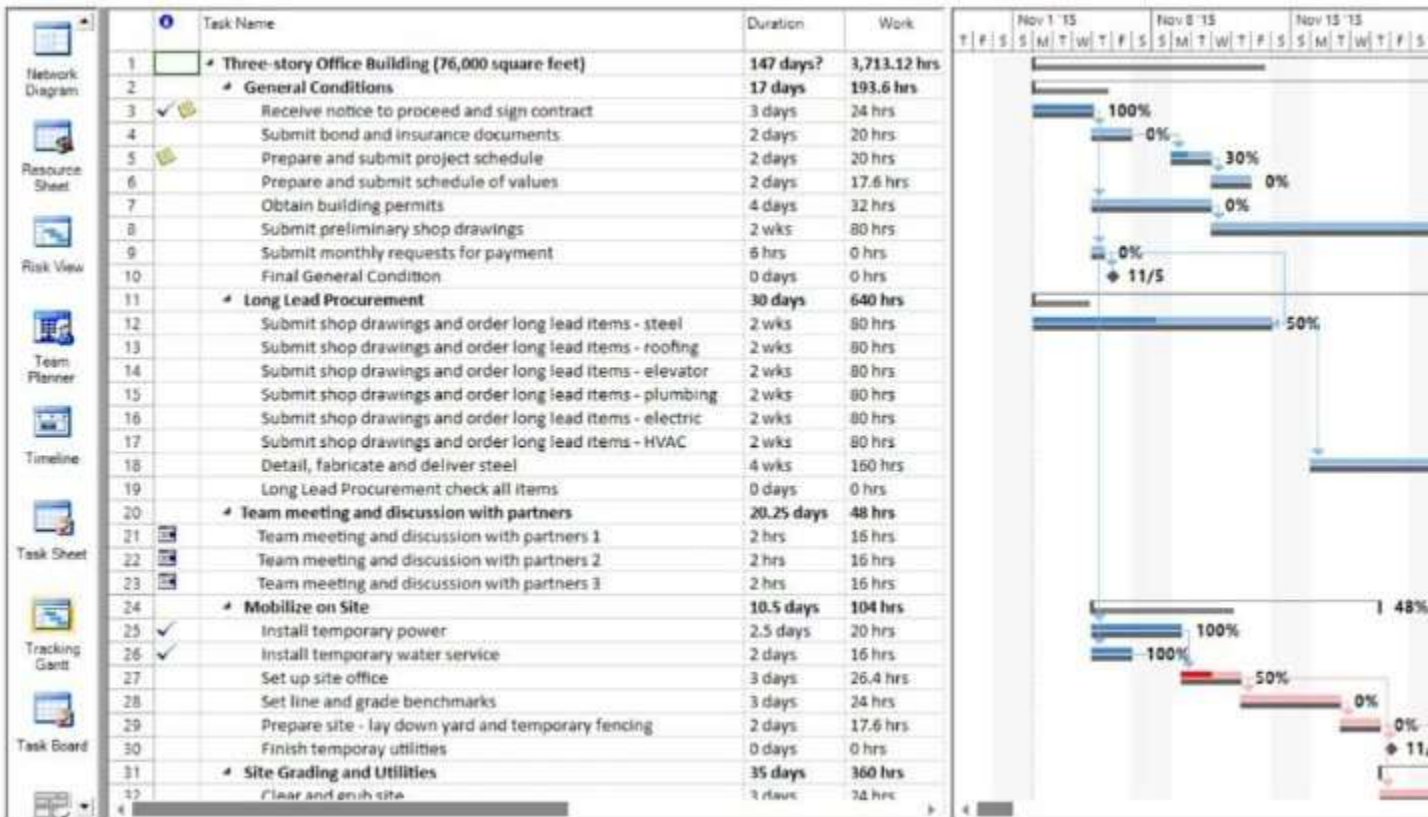 Network Diagram
Resource Sheet
Risk View
Team Planner
Timeline
Task Sheet
Tracking Gantt
Task Board
Task Name Duration Work
1 Three-story Office Building (76,000 square feet) 147 days? 3,713.12 hrs
2 General Conditions 17 days 193.6 hrs
3 Receive notice to proceed and sign contract 3 days 24 hrs
4 Submit bond and insurance documents 2 days 20 hrs
5 Prepare and submit project schedule 2 days 20 hrs
6 Prepare and submit schedule of values 2 days 17.6 hrs
7 Obtain building permits 4 days 32 hrs
8 Submit preliminary shop drawings 2 wks 80 hrs
9 Submit monthly requests for payment 6 hrs 0 hrs
10 Final General Condition 0 days 0 hrs
11 Long Lead Procurement 30 days 640 hrs
12 Submit shop drawings and order long lead items - steel 2 wks 80 hrs
13 Submit shop drawings and order long lead items - roofing 2 wks 80 hrs
14 Submit shop drawings and order long lead items - elevator 2 wks 80 hrs
15 Submit shop drawings and order long lead items - plumbing 2 wks 80 hrs
16 Submit shop drawings and order long lead items - electric 2 wks 80 hrs
17 Submit shop drawings and order long lead items - HVAC 2 wks 80 hrs
18 Detail, fabricate and deliver steel 4 wks 160 hrs
19 Long Lead Procurement check all items 0 days 0 hrs
20 Team meeting and discussion with partners 20.25 days 48 hrs
21 Team meeting and discussion with partners 1 2 hrs 16 hrs
22 Team meeting and discussion with partners 2 2 hrs 16 hrs
23 Team meeting and discussion with partners 3 2 hrs 16 hrs
24 Mobilize on Site 10.5 days 104 hrs
25 Install temporary power 2.5 days 20 hrs
26 Install temporary water service 2 days 16 hrs
27 Set up site office 3 days 26.4 hrs
28 Set line and grade benchmarks 3 days 24 hrs
29 Prepare site - lay down yard and temporary fencing 2 days 17.6 hrs
30 Finish temporay utilities 0 days 0 hrs
31 Site Grading and Utilities 35 days 360 hrs
32 Clear and grub site 3 days 24 hrs
Nov 1 '15 Nov 8 '15 Nov 15 '15
T F S S M T W T F S S M T W T F S S M T W T F S
100%
0%
30%
0%
0%
0%
11/5
50%
48%
100%
100%
50%
0%
0%
11/